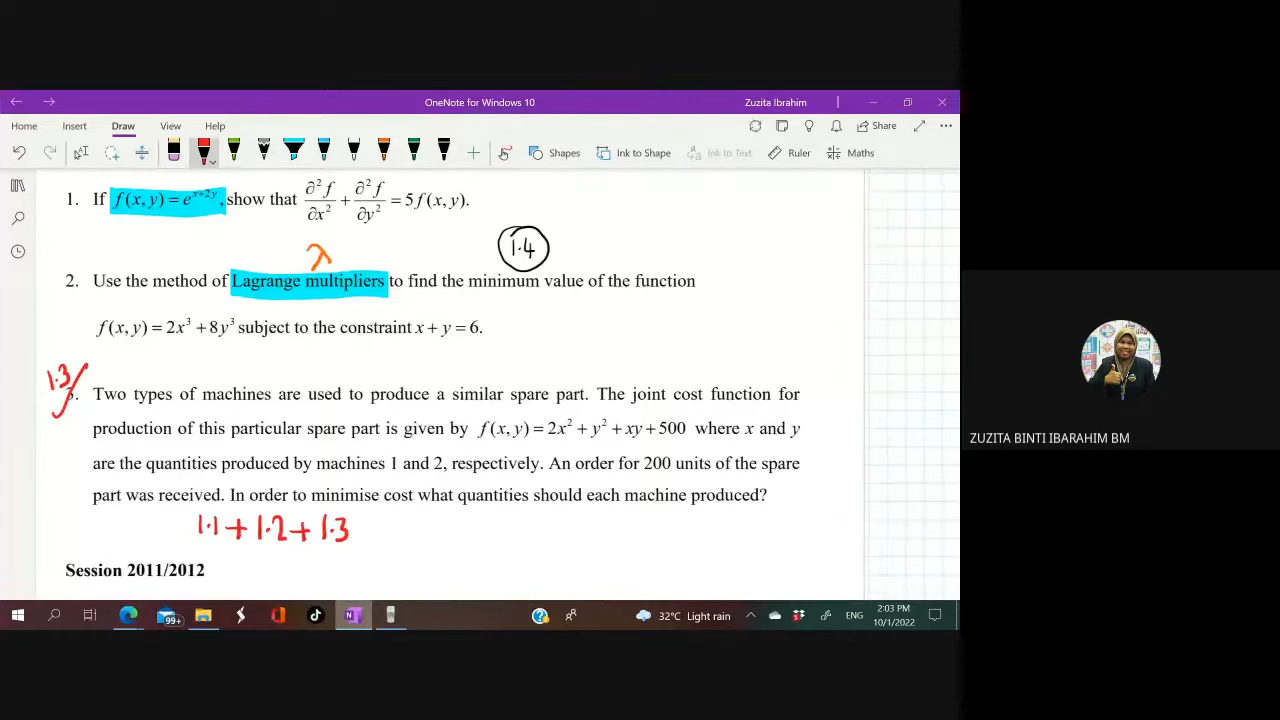 OneNote for Windows 10
Zuzita Ibrahim
Home Insert Draw View Help
Share
Shapes Ink to Shape Ink to Text Ruler Maths
1. If f(x, y) = e^{x+2y}, show that ∂²f/∂x² + ∂²f/∂y² = 5f(x, y).
1.4
λ
2. Use the method of Lagrange multipliers to find the minimum value of the function
f(x, y) = 2x³ + 8y³ subject to the constraint x + y = 6.
1.3
3. Two types of machines are used to produce a similar spare part. The joint cost function for
production of this particular spare part is given by f(x, y) = 2x² + y² + xy + 500 where x and y
are the quantities produced by machines 1 and 2, respectively. An order for 200 units of the spare
part was received. In order to minimise cost what quantities should each machine produced?
1.1 + 1.2 + 1.3
Session 2011/2012
ZUZITA BINTI IBARAHIM BM
99+
32°C Light rain
ENG
2:03 PM
10/1/2022